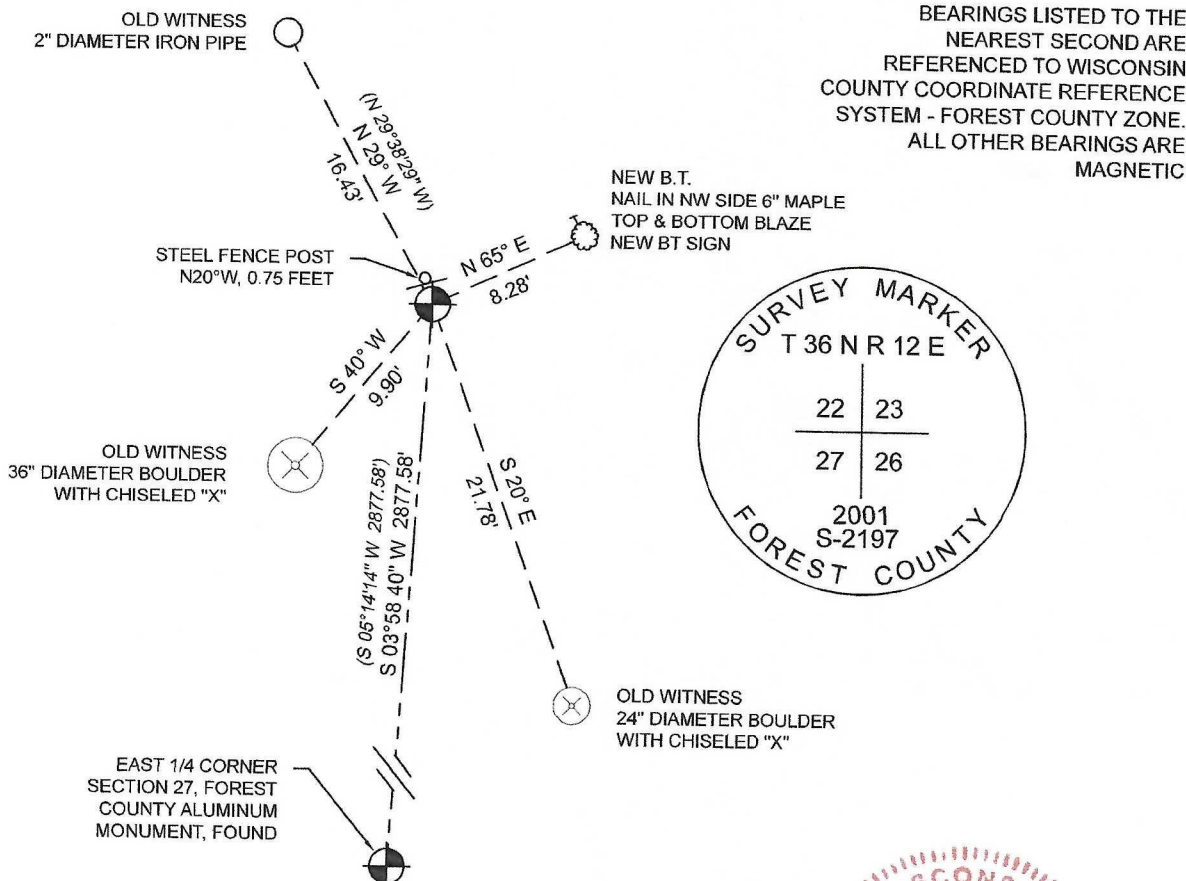 OLD WITNESS
2" DIAMETER IRON PIPE
BEARINGS LISTED TO THE
NEAREST SECOND ARE
REFERENCED TO WISCONSIN
COUNTY COORDINATE REFERENCE
SYSTEM - FOREST COUNTY ZONE.
ALL OTHER BEARINGS ARE
MAGNETIC
(N 29°38'29" W)
N 29° W
16.43'
NEW B.T.
NAIL IN NW SIDE 6" MAPLE
TOP & BOTTOM BLAZE
NEW BT SIGN
STEEL FENCE POST
N20°W, 0.75 FEET
N 65° E
8.28'
SURVEY MARKER
T 36 N R 12 E
22 23
27 26
2001
S-2197
FOREST COUNTY
S 40° W
9.90'
OLD WITNESS
36" DIAMETER BOULDER
WITH CHISELED "X"
S 20° E
21.78'
(S 05°14'14" W 2877.58')
S 03°58'40" W 2877.58'
OLD WITNESS
24" DIAMETER BOULDER
WITH CHISELED "X"
EAST 1/4 CORNER
SECTION 27, FOREST
COUNTY ALUMINUM
MONUMENT, FOUND